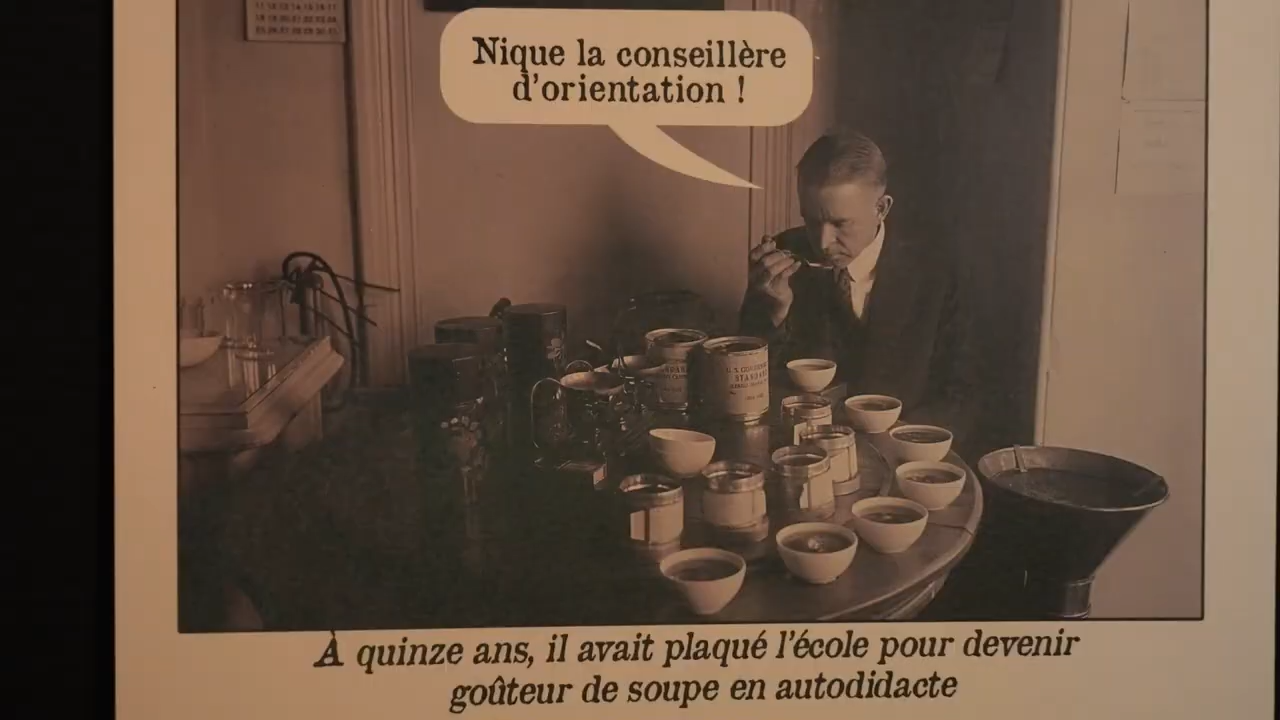 Nique la conseillère
d'orientation !
À quinze ans, il avait plaqué l'école pour devenir
goûteur de soupe en autodidacte